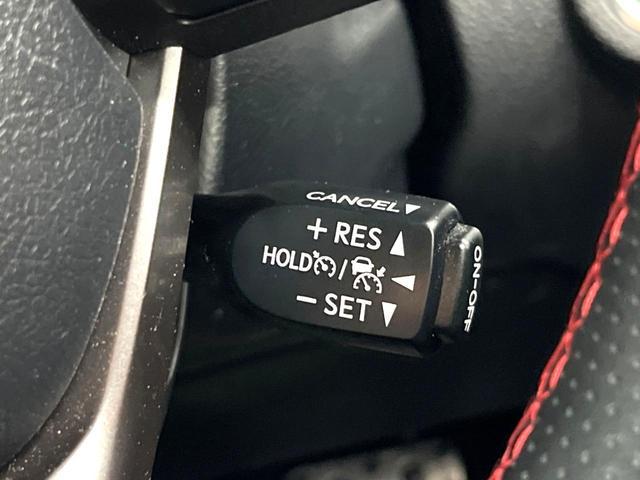 CANCEL▼
+ RES ▲
HOLD / ◀
− SET ▼
ON-OFF